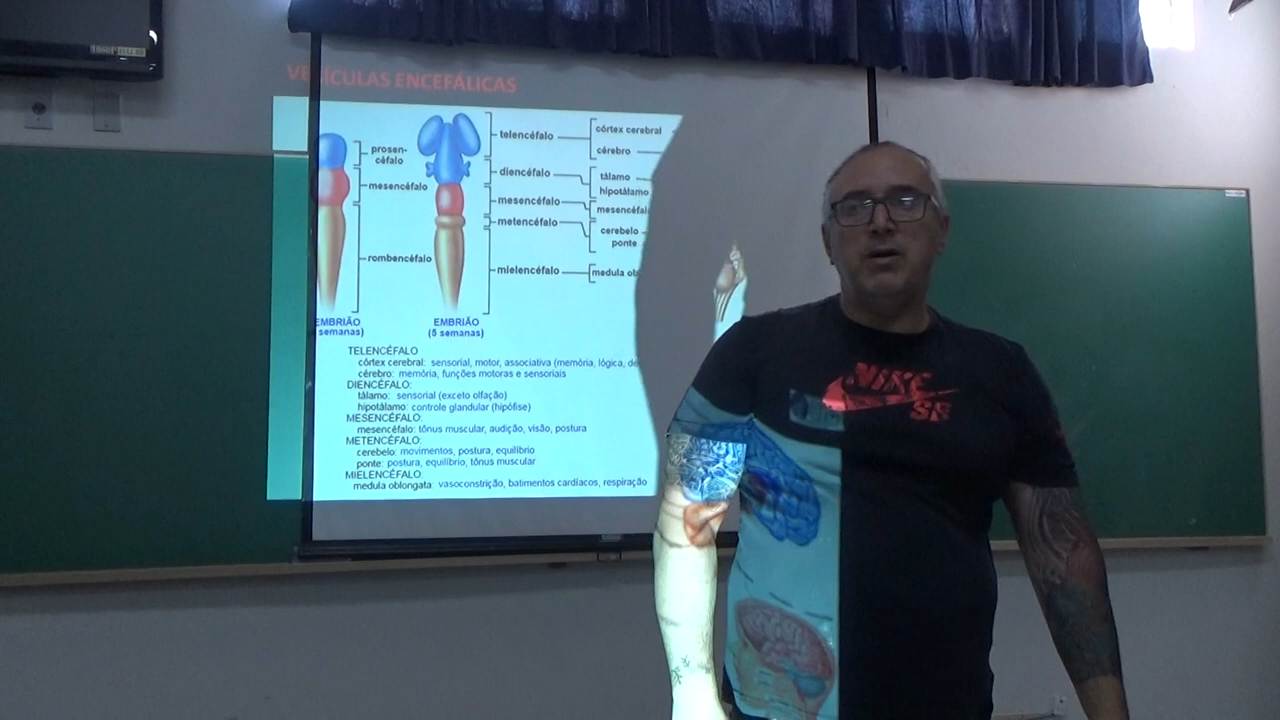 VESÍCULAS ENCEFÁLICAS
prosen-
céfalo
mesencéfalo
rombencéfalo
EMBRIÃO
semanas)
telencéfalo
diencéfalo
mesencéfalo
metencéfalo
mielencéfalo
EMBRIÃO
(5 semanas)
córtex cerebral
cérebro
tálamo
hipotálamo
mesencéfal
cerebelo
ponte
medula ob
TELENCÉFALO
córtex cerebral: sensorial, motor, associativa (memória, lógica, de
cérebro: memória, funções motoras e sensoriais
DIENCÉFALO:
tálamo: sensorial (exceto olfação)
hipotálamo: controle glandular (hipófise)
MESENCÉFALO:
mesencéfalo: tônus muscular, audição, visão, postura
METENCÉFALO:
cerebelo: movimentos, postura, equilíbrio
ponte: postura, equilíbrio, tônus muscular
MIELENCÉFALO:
medula oblongata: vasoconstrição, batimentos cardíacos, respiração
NIKE
SB